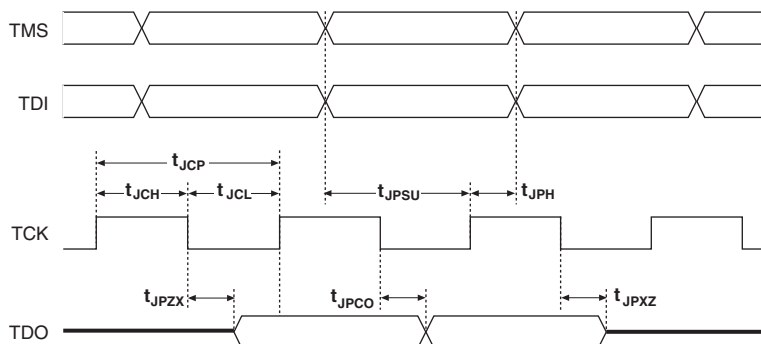 TMS
TDI
tJCP
tJCH tJCL tJPSU tJPH
TCK
tJPZX tJPCO tJPXZ
TDO